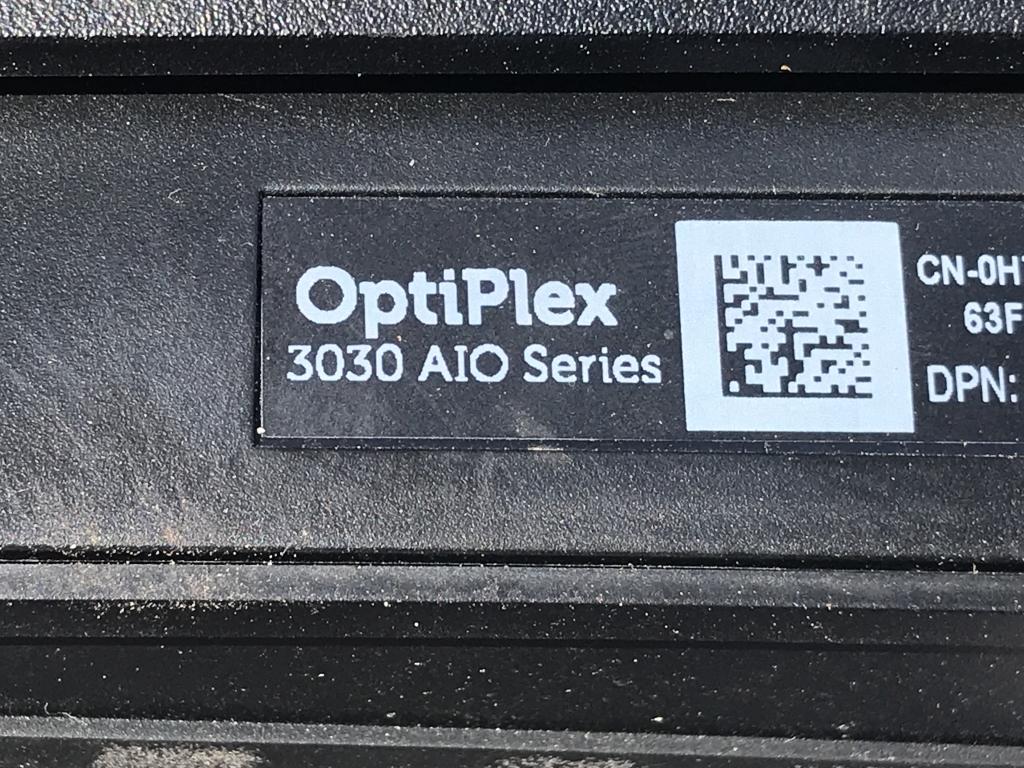 OptiPlex
3030 AIO Series
CN-0H
63F
DPN: